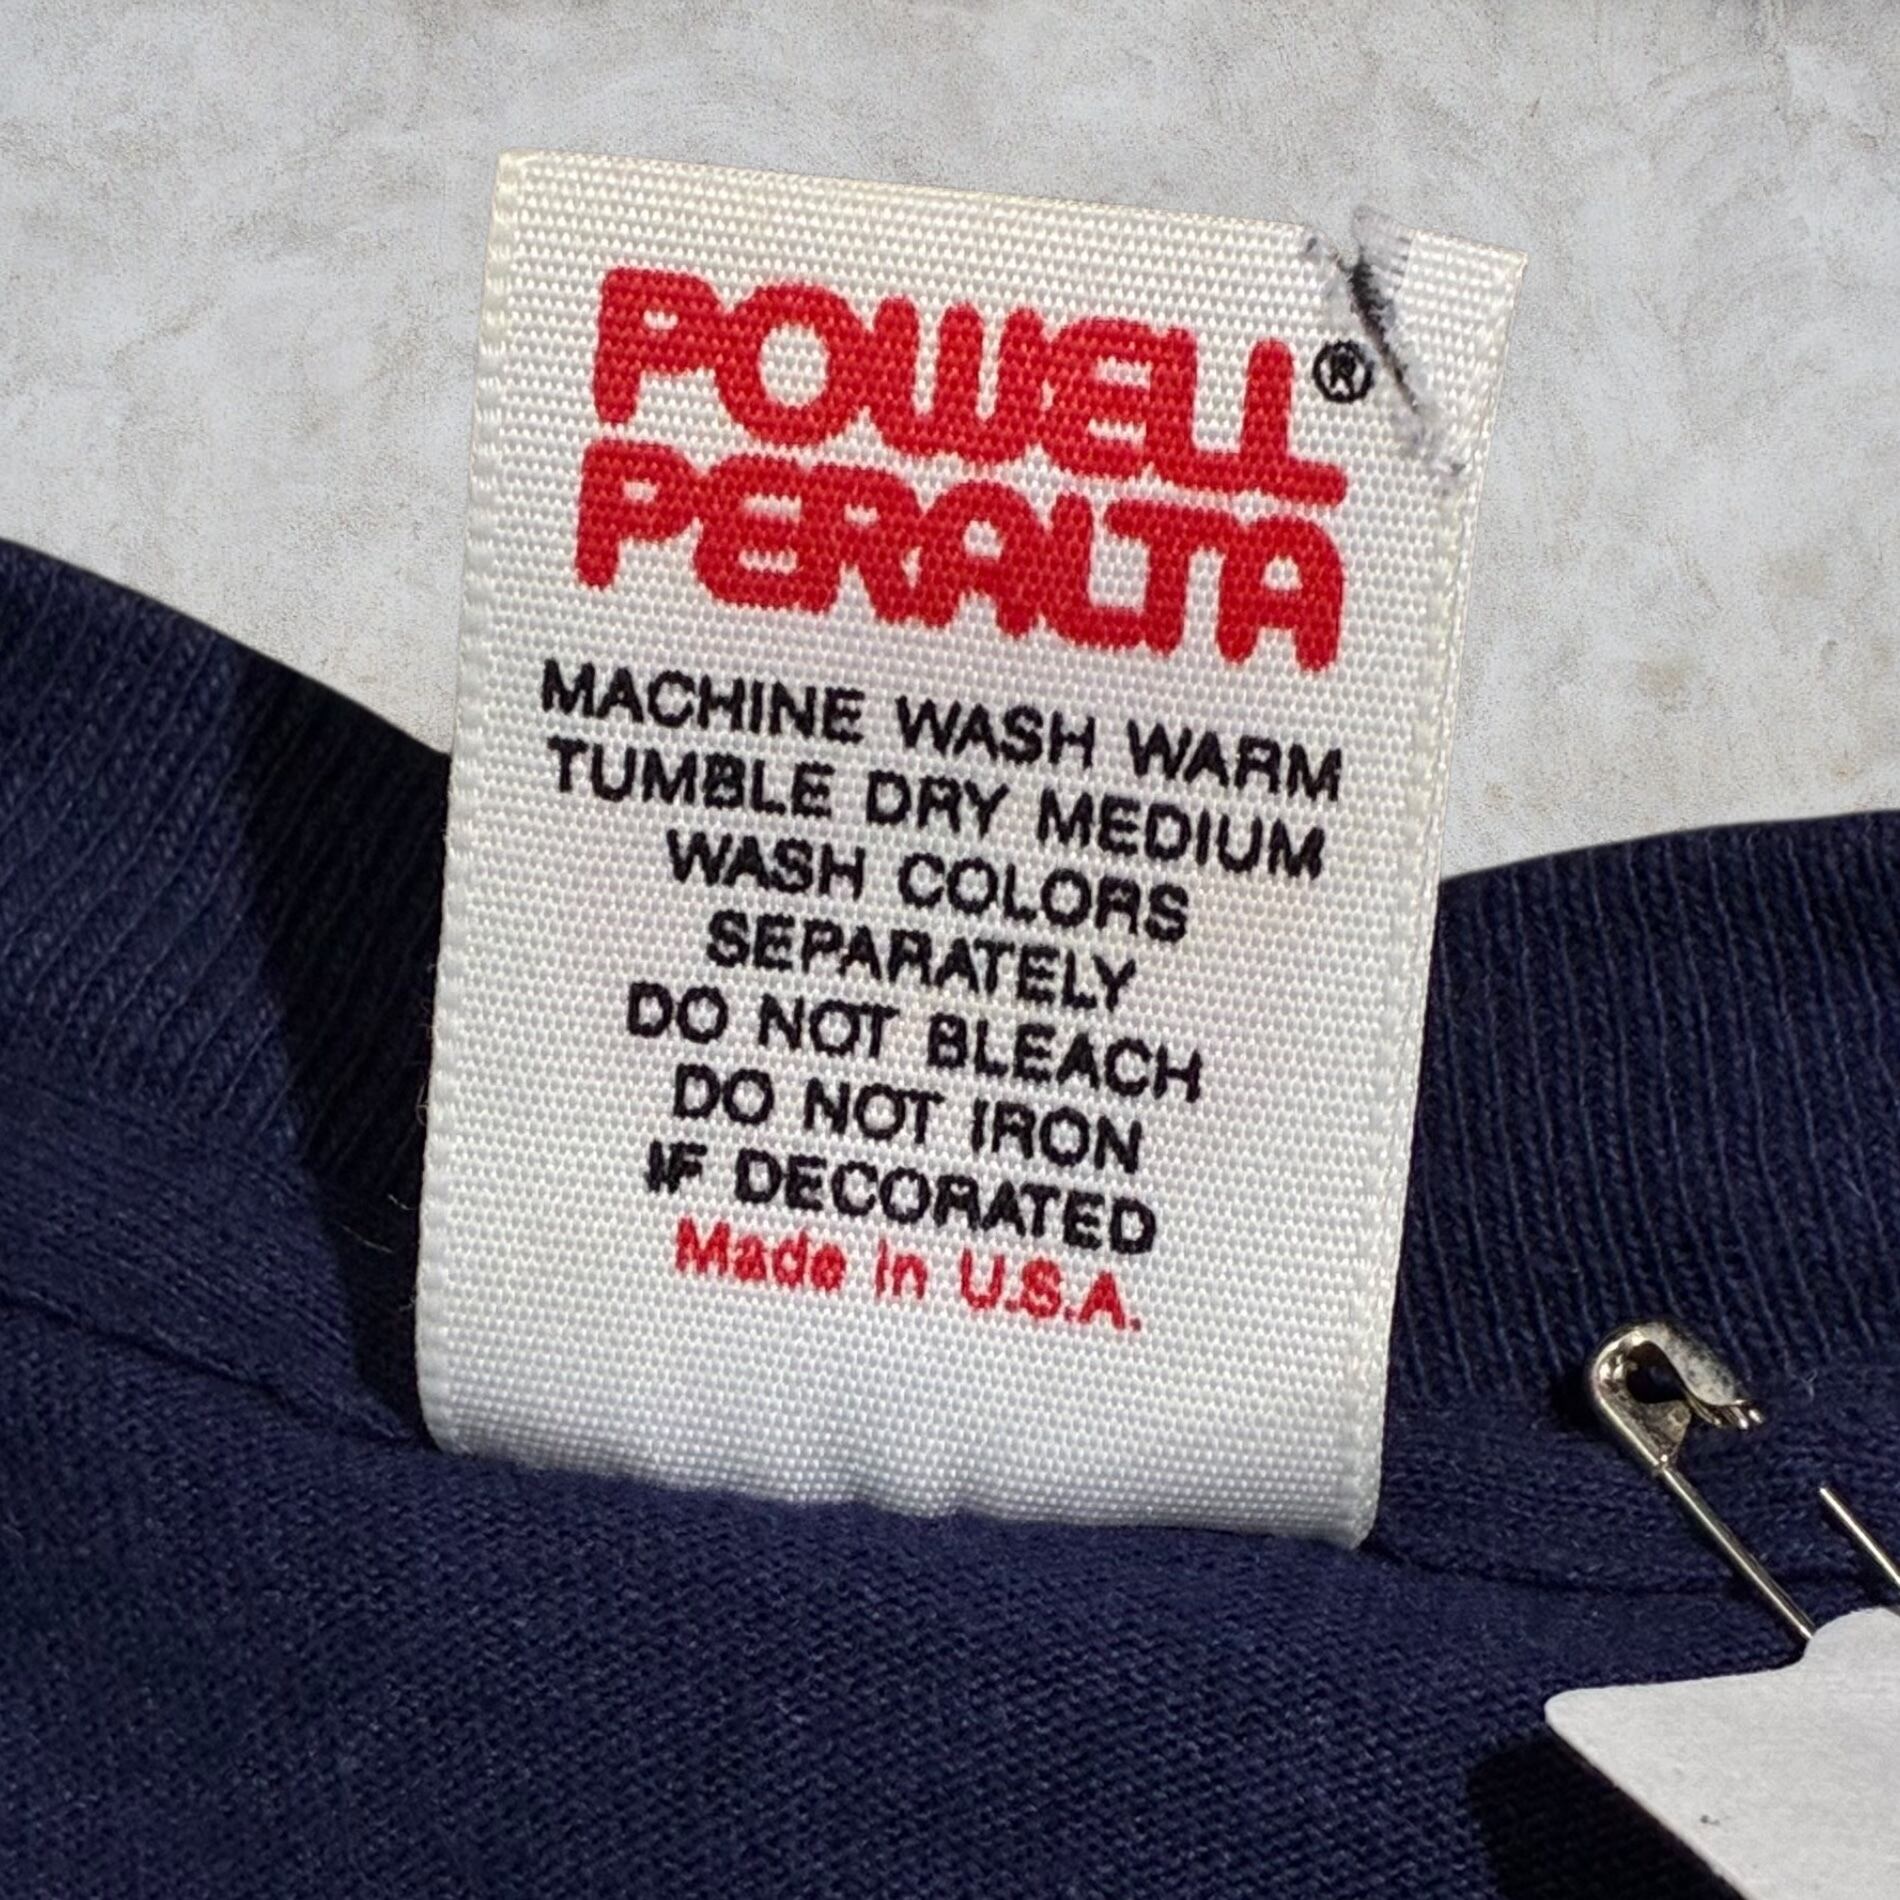 POWELL®
PERALTA
MACHINE WASH WARM
TUMBLE DRY MEDIUM
WASH COLORS
SEPARATELY
DO NOT BLEACH
DO NOT IRON
IF DECORATED
Made in U.S.A.